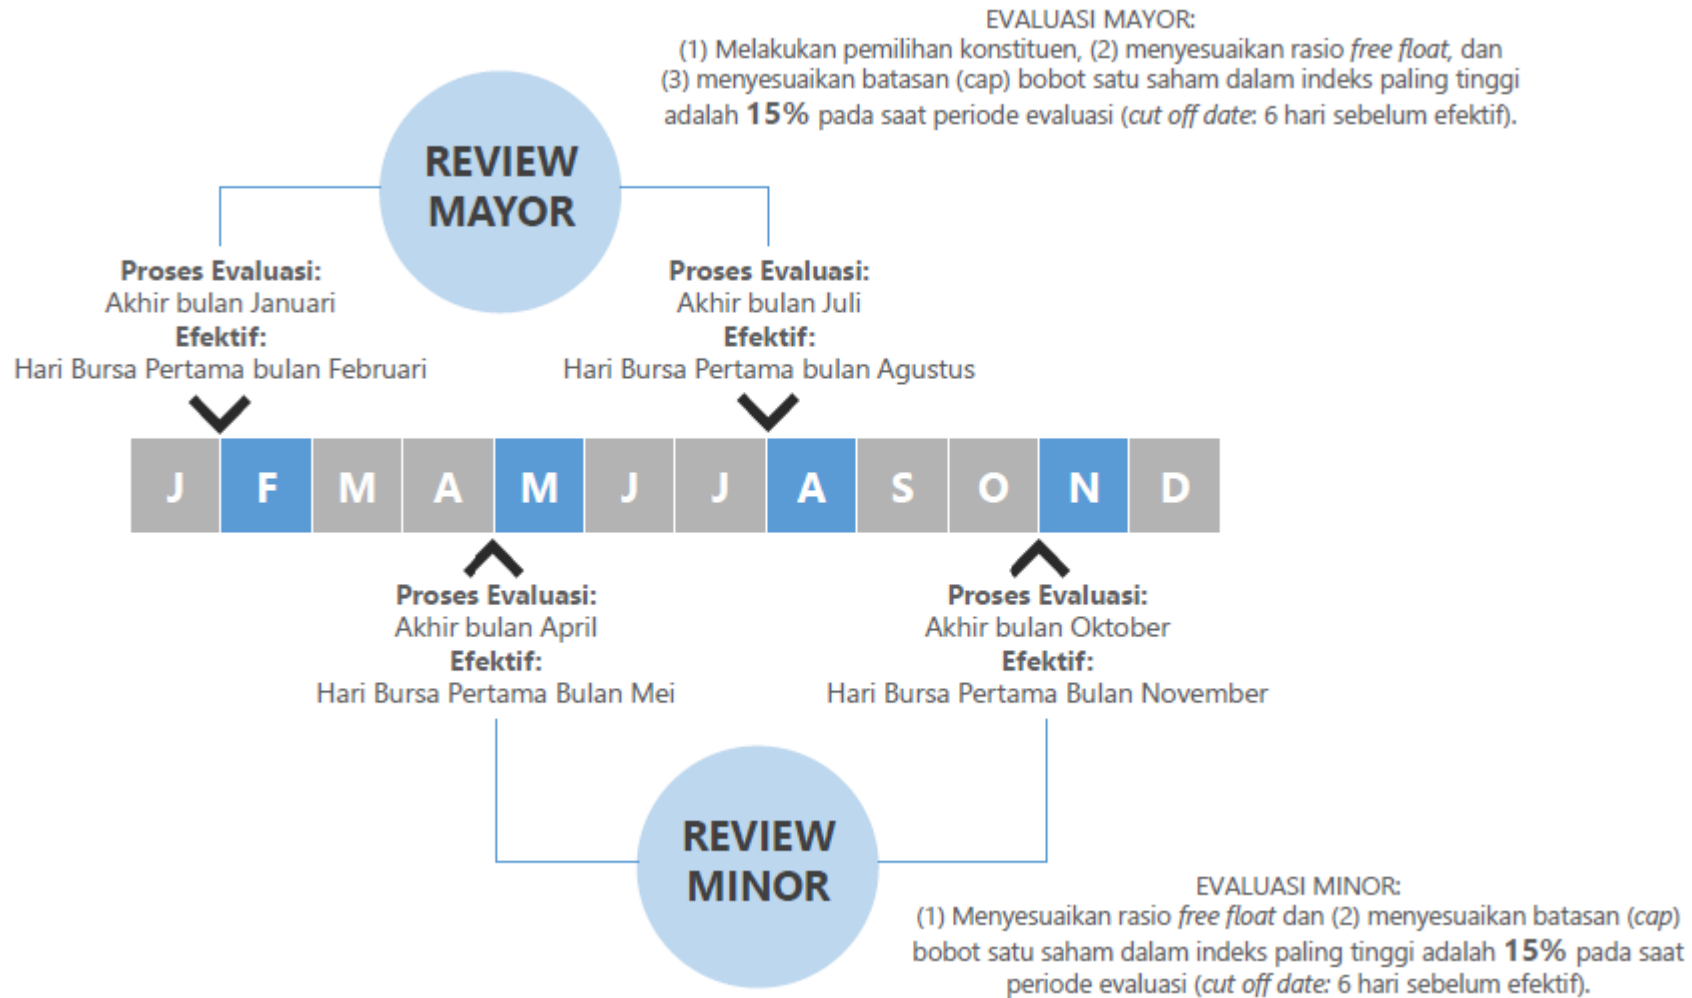 EVALUASI MAYOR:
(1) Melakukan pemilihan konstituen, (2) menyesuaikan rasio free float, dan
(3) menyesuaikan batasan (cap) bobot satu saham dalam indeks paling tinggi
adalah 15% pada saat periode evaluasi (cut off date: 6 hari sebelum efektif).
REVIEW
MAYOR
Proses Evaluasi:
Akhir bulan Januari
Efektif:
Hari Bursa Pertama bulan Februari
Proses Evaluasi:
Akhir bulan Juli
Efektif:
Hari Bursa Pertama bulan Agustus
J F M A M J J A S O N D
Proses Evaluasi:
Akhir bulan April
Efektif:
Hari Bursa Pertama Bulan Mei
Proses Evaluasi:
Akhir bulan Oktober
Efektif:
Hari Bursa Pertama Bulan November
REVIEW
MINOR
EVALUASI MINOR:
(1) Menyesuaikan rasio free float dan (2) menyesuaikan batasan (cap)
bobot satu saham dalam indeks paling tinggi adalah 15% pada saat
periode evaluasi (cut off date: 6 hari sebelum efektif).